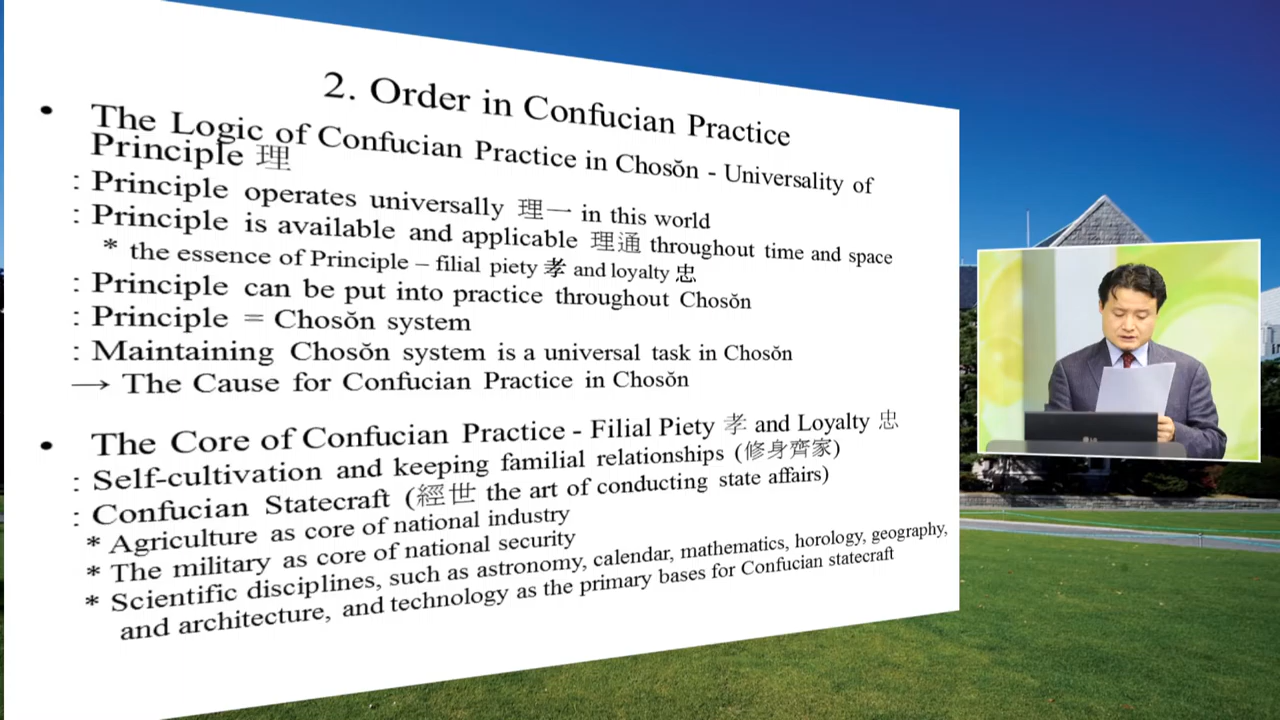 2. Order in Confucian Practice
• The Logic of Confucian Practice in Chosŏn - Universality of
Principle 理
: Principle operates universally 理一 in this world
: Principle is available and applicable 理通 throughout time and space
* the essence of Principle – filial piety 孝 and loyalty 忠
: Principle can be put into practice throughout Chosŏn
: Principle = Chosŏn system
: Maintaining Chosŏn system is a universal task in Chosŏn
→ The Cause for Confucian Practice in Chosŏn
• The Core of Confucian Practice - Filial Piety 孝 and Loyalty 忠
: Self-cultivation and keeping familial relationships (修身齊家)
: Confucian Statecraft (經世 the art of conducting state affairs)
* Agriculture as core of national industry
* The military as core of national security
* Scientific disciplines, such as astronomy, calendar, mathematics, horology, geography,
and architecture, and technology as the primary bases for Confucian statecraft
LG